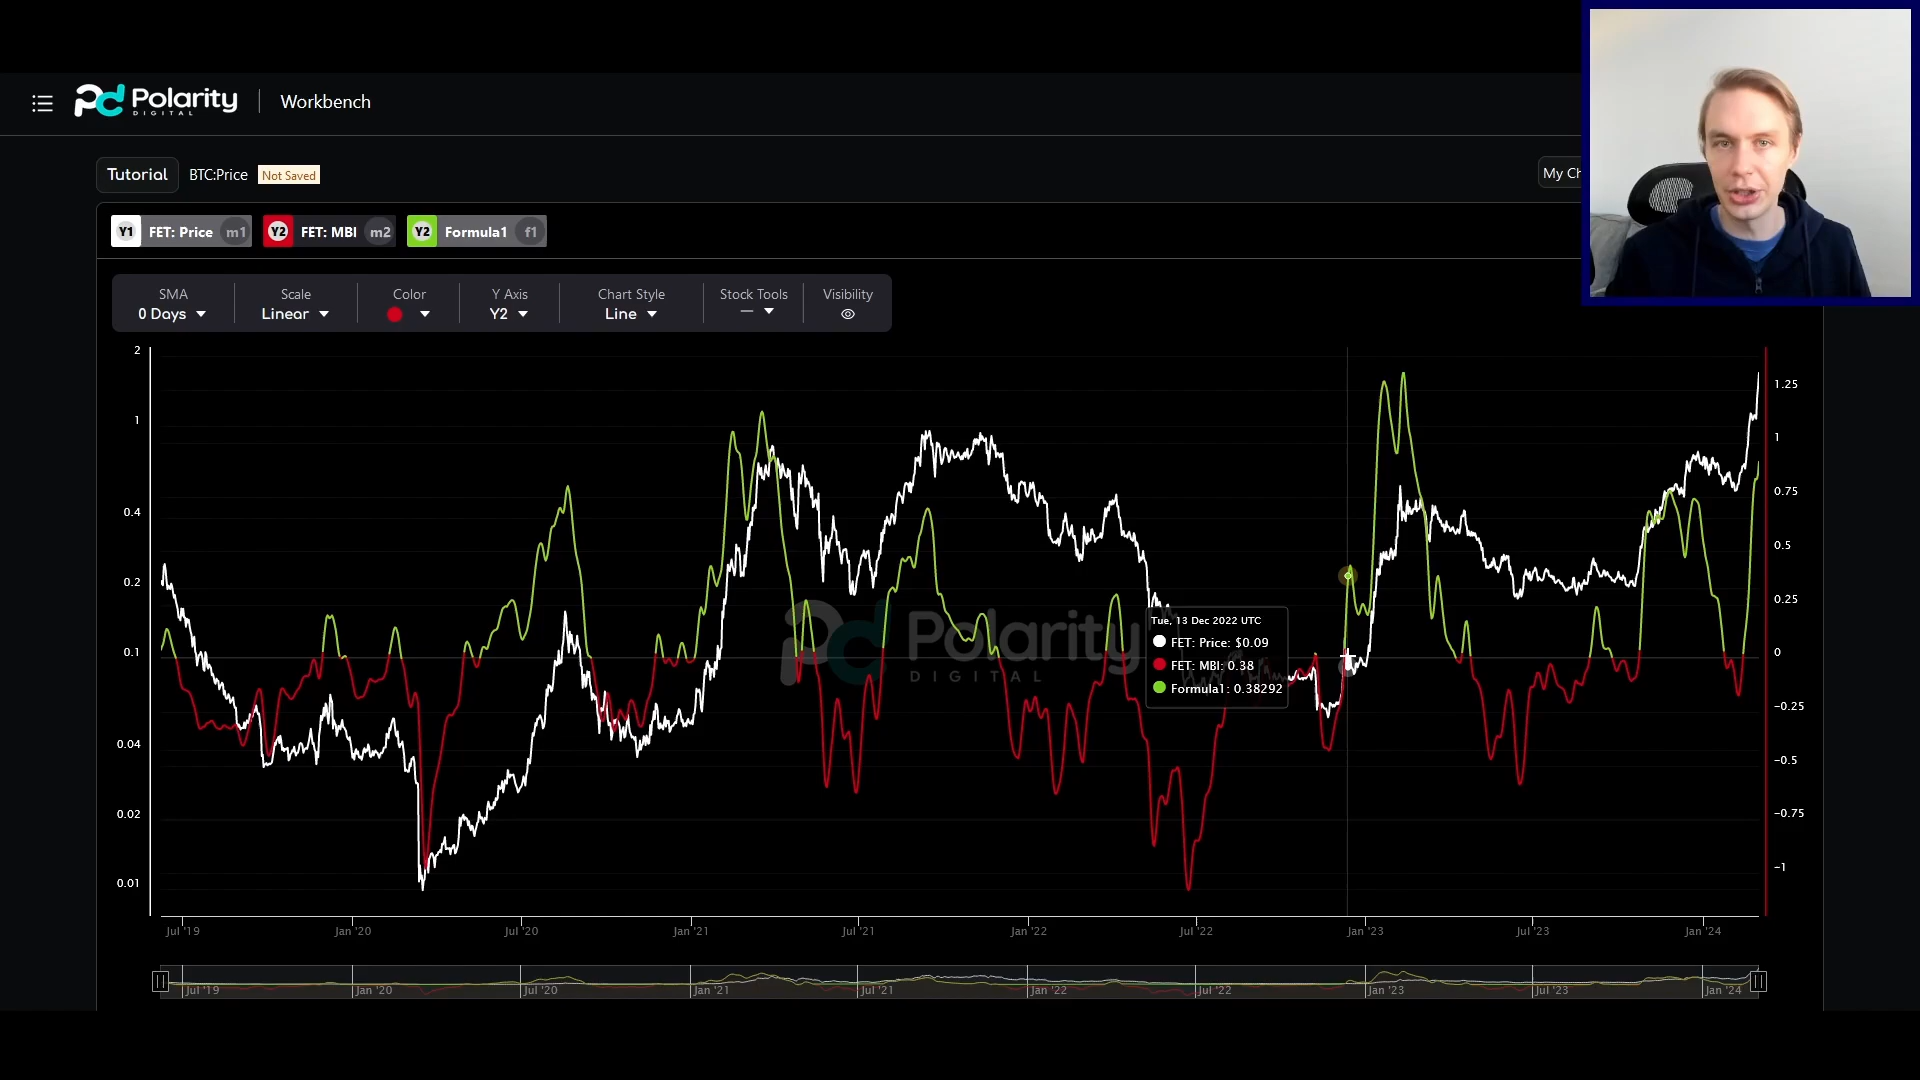 Polarity
DIGITAL
Workbench
Tutorial
BTC:Price
Not Saved
My Ch
Y1 FET: Price m1
Y2 FET: MBI m2
Y2 Formula1 f1
SMA
0 Days
Scale
Linear
Color
Y Axis
Y2
Chart Style
Line
Stock Tools
Visibility
2
1
0.4
0.2
0.1
0.04
0.02
0.01
1.25
1
0.75
0.5
0.25
0
-0.25
-0.5
-0.75
-1
Polarity
DIGITAL
Tue, 13 Dec 2022 UTC
FET: Price: $0.09
FET: MBI: 0.38
Formula1: 0.38292
Jul '19
Jan '20
Jul '20
Jan '21
Jul '21
Jan '22
Jul '22
Jan '23
Jul '23
Jan '24
Jul '19
Jan '20
Jul '20
Jan '21
Jul '21
Jan '22
Jul '22
Jan '23
Jul '23
Jan '24